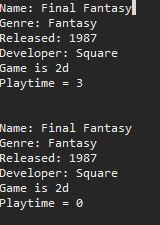 Name: Final Fantasy
Genre: Fantasy
Released: 1987
Developer: Square
Game is 2d
Playtime = 3
Name: Final Fantasy
Genre: Fantasy
Released: 1987
Developer: Square
Game is 2d
Playtime = 0